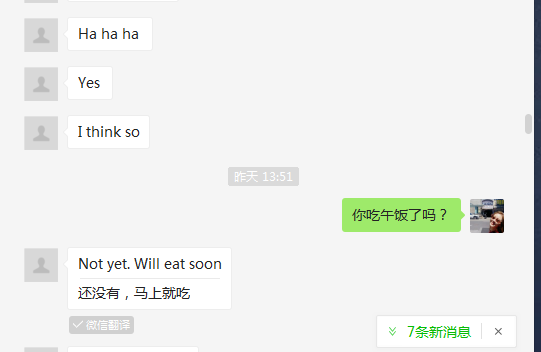 Ha ha ha
Yes
I think so
昨天 13:51
你吃午饭了吗？
Not yet. Will eat soon
还没有，马上就吃
微信翻译
7条新消息